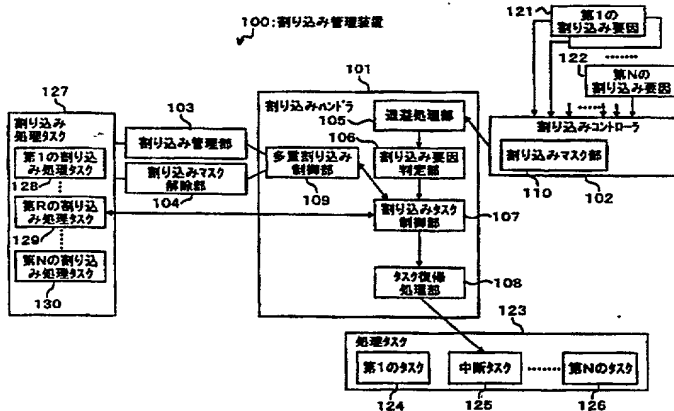 100:割り込み管理装置
121
第1の
割り込み要因
122
第Nの
割り込み要因
割り込みコントローラ
割り込みマスク部
110
102
101
割り込みハンドラ
105
退避処理部
106
割り込み要因
判定部
多重割り込み
制御部
109
割り込みタスク
制御部
107
タスク復帰
処理部
108
103
割り込み管理部
割り込みマスク
解除部
104
127
割り込み
処理タスク
第1の割り込
み処理タスク
128
第Rの割り込
み処理タスク
129
第Nの割り込
み処理タスク
130
123
処理タスク
第1のタスク
中断タスク
第Nのタスク
124
125
126